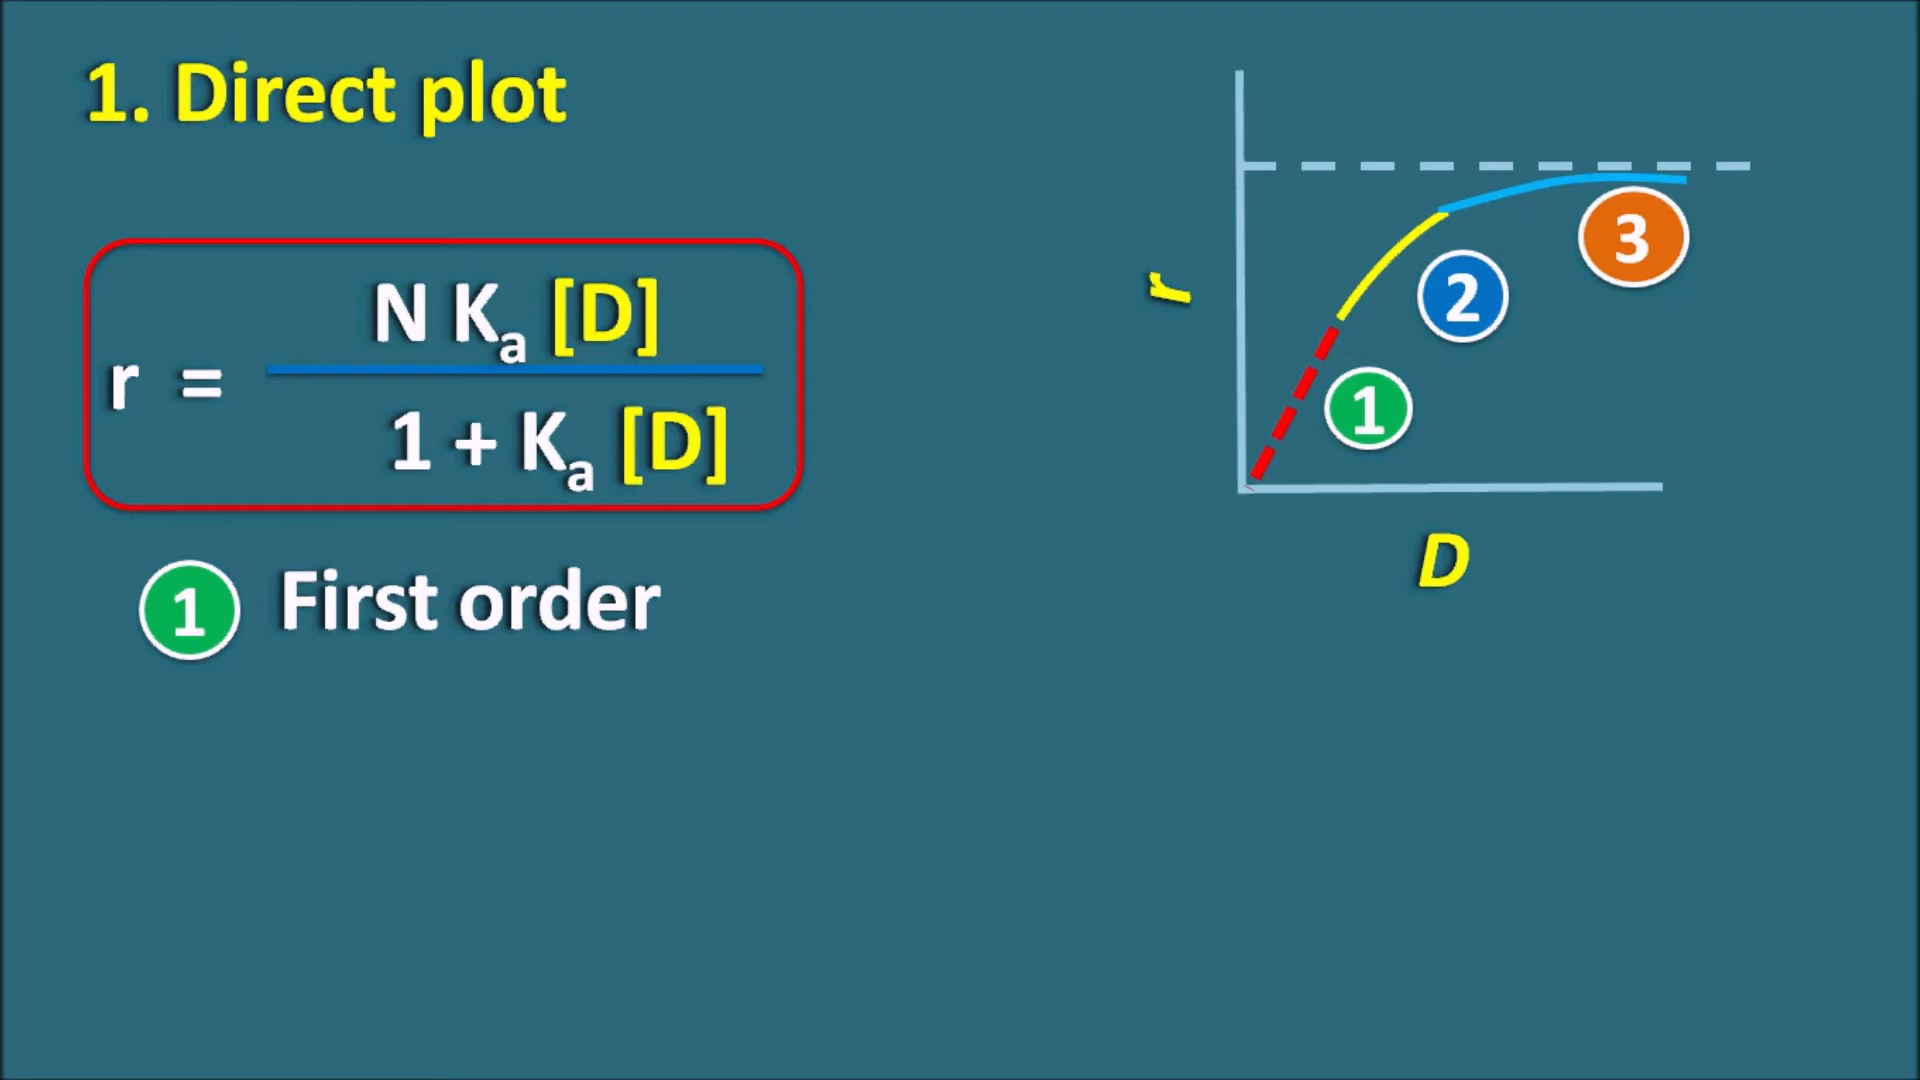 1. Direct plot
r = N Kₐ [D]
1 + Kₐ [D]
1 First order
r
3
2
1
D